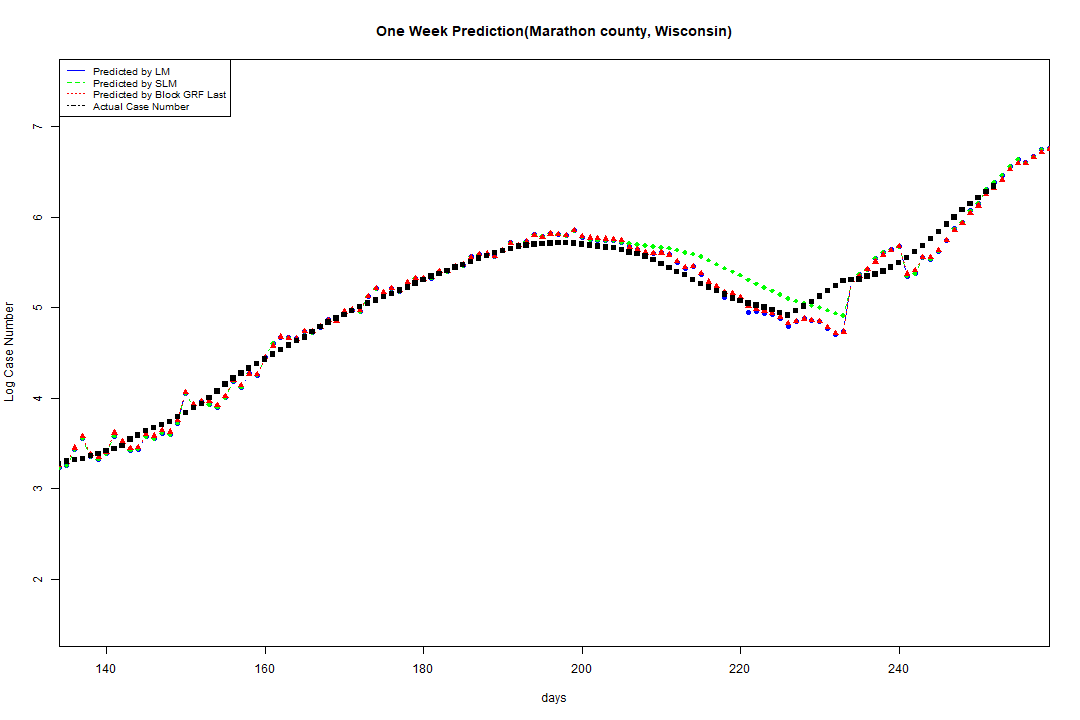 One Week Prediction(Marathon county, Wisconsin)
Predicted by LM
Predicted by SLM
Predicted by Block GRF Last
Actual Case Number
7
6
5
4
3
2
Log Case Number
140 160 180 200 220 240
days